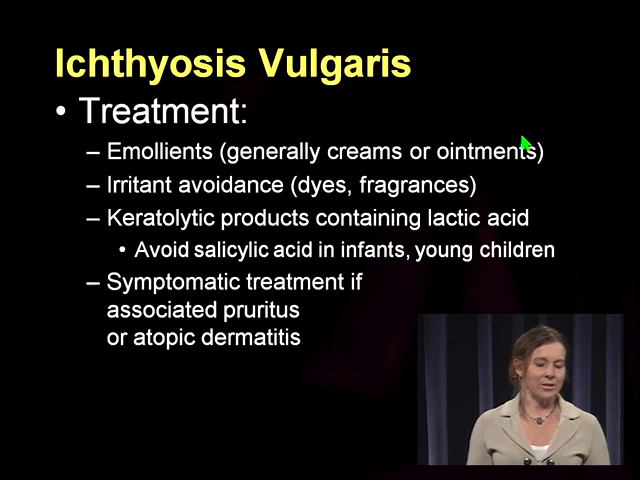 Ichthyosis Vulgaris
• Treatment:
– Emollients (generally creams or ointments)
– Irritant avoidance (dyes, fragrances)
– Keratolytic products containing lactic acid
• Avoid salicylic acid in infants, young children
– Symptomatic treatment if
associated pruritus
or atopic dermatitis